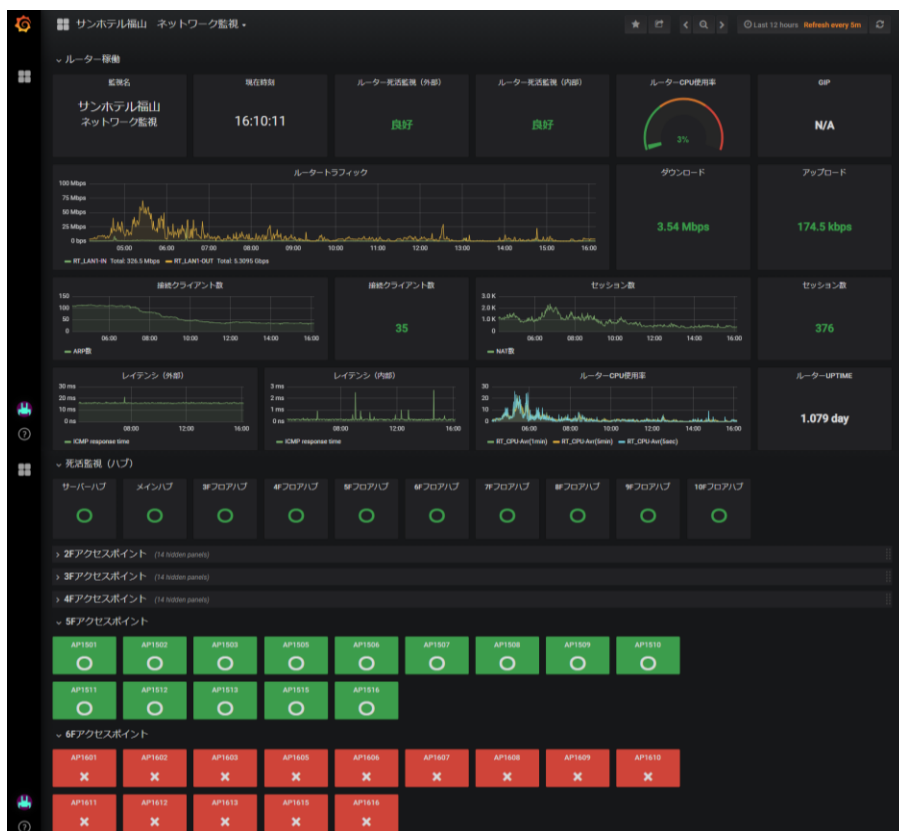 サンホテル福山　ネットワーク監視
Last 12 hours Refresh every 5m
ルーター稼働
監視名
現在時刻
ルーター死活監視（外部）
ルーター死活監視（内部）
ルーターCPU使用率
GIP
サンホテル福山
ネットワーク監視
16:10:11
良好
良好
3%
N/A
ルータートラフィック
ダウンロード
アップロード
100 Mbps
75 Mbps
50 Mbps
25 Mbps
0 bps
05:00 06:00 07:00 08:00 09:00 10:00 11:00 12:00 13:00 14:00 15:00 16:00
RT_LAN1-IN Total: 326.5 Mbps RT_LAN1-OUT Total: 5.3095 Gbps
3.54 Mbps
174.5 kbps
接続クライアント数
接続クライアント数
セッション数
セッション数
150
100
50
0
06:00 08:00 10:00 12:00 14:00 16:00
ARP数
35
3.0 K
2.0 K
1.0 K
0
06:00 08:00 10:00 12:00 14:00 16:00
NAT数
376
レイテンシ（外部）
レイテンシ（内部）
ルーターCPU使用率
ルーターUPTIME
30 ms
20 ms
10 ms
0 ms
08:00 12:00 16:00
ICMP response time
3 ms
2 ms
1 ms
0 ms
08:00 12:00 16:00
ICMP response time
30
20
10
0
06:00 08:00 10:00 12:00 14:00 16:00
RT_CPU-Avr(1min) RT_CPU-Avr(5min) RT_CPU-Avr(5sec)
1.079 day
死活監視（ハブ）
サーバーハブ
メインハブ
3Fフロアハブ
4Fフロアハブ
5Fフロアハブ
6Fフロアハブ
7Fフロアハブ
8Fフロアハブ
9Fフロアハブ
10Fフロアハブ
2Fアクセスポイント (14 hidden panels)
3Fアクセスポイント (14 hidden panels)
4Fアクセスポイント (14 hidden panels)
5Fアクセスポイント
AP1501 AP1502 AP1503 AP1505 AP1506 AP1507 AP1508 AP1509 AP1510
AP1511 AP1512 AP1513 AP1515 AP1516
6Fアクセスポイント
AP1601 AP1602 AP1603 AP1605 AP1606 AP1607 AP1608 AP1609 AP1610
AP1611 AP1612 AP1613 AP1615 AP1616